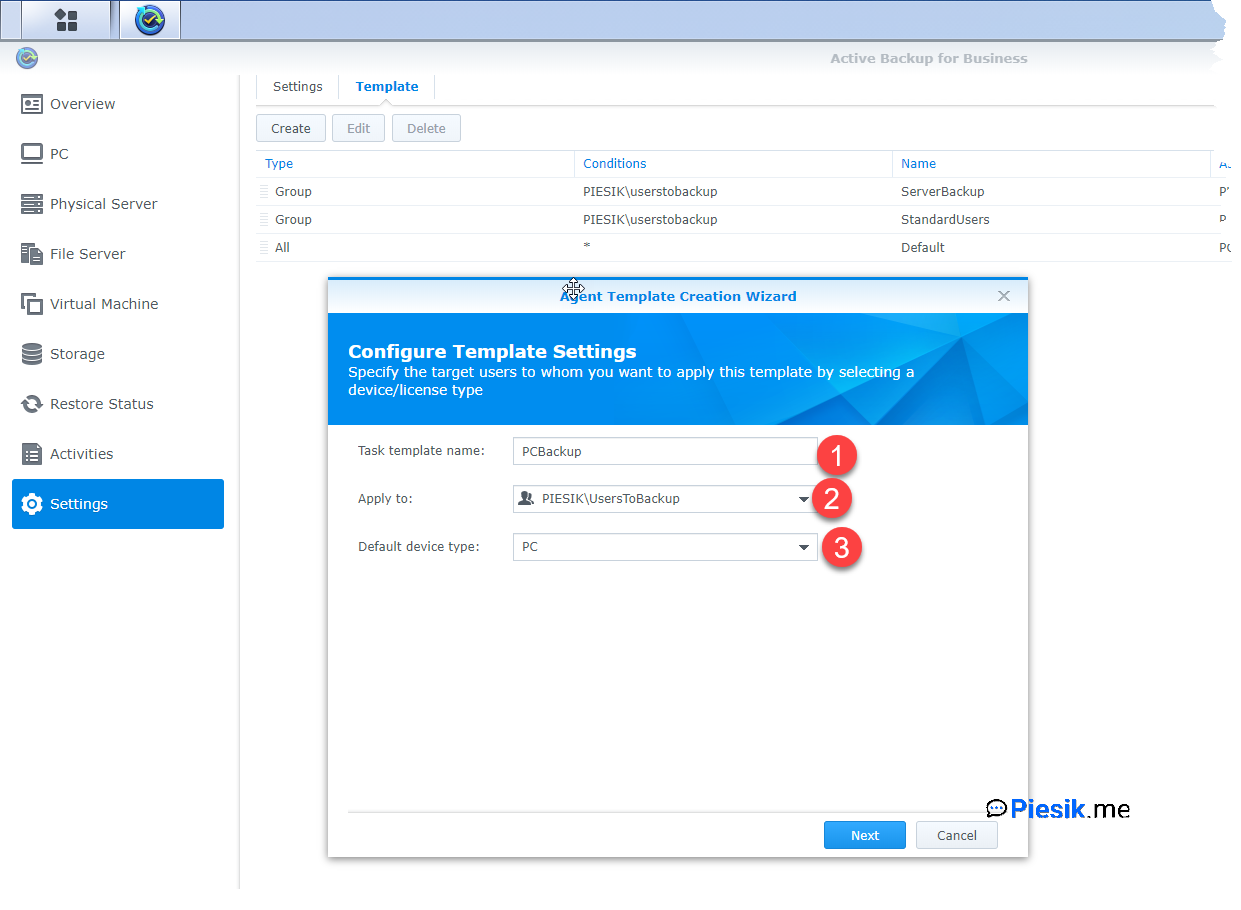 Active Backup for Business
Overview
PC
Physical Server
File Server
Virtual Machine
Storage
Restore Status
Activities
Settings
Settings Template
Create Edit Delete
Type Conditions Name
Group PIESIK\userstobackup ServerBackup
Group PIESIK\userstobackup StandardUsers
All * Default
Agent Template Creation Wizard
Configure Template Settings
Specify the target users to whom you want to apply this template by selecting a
device/license type
Task template name: PCBackup 1
Apply to: PIESIK\UsersToBackup 2
Default device type: PC 3
Piesik.me
Next Cancel